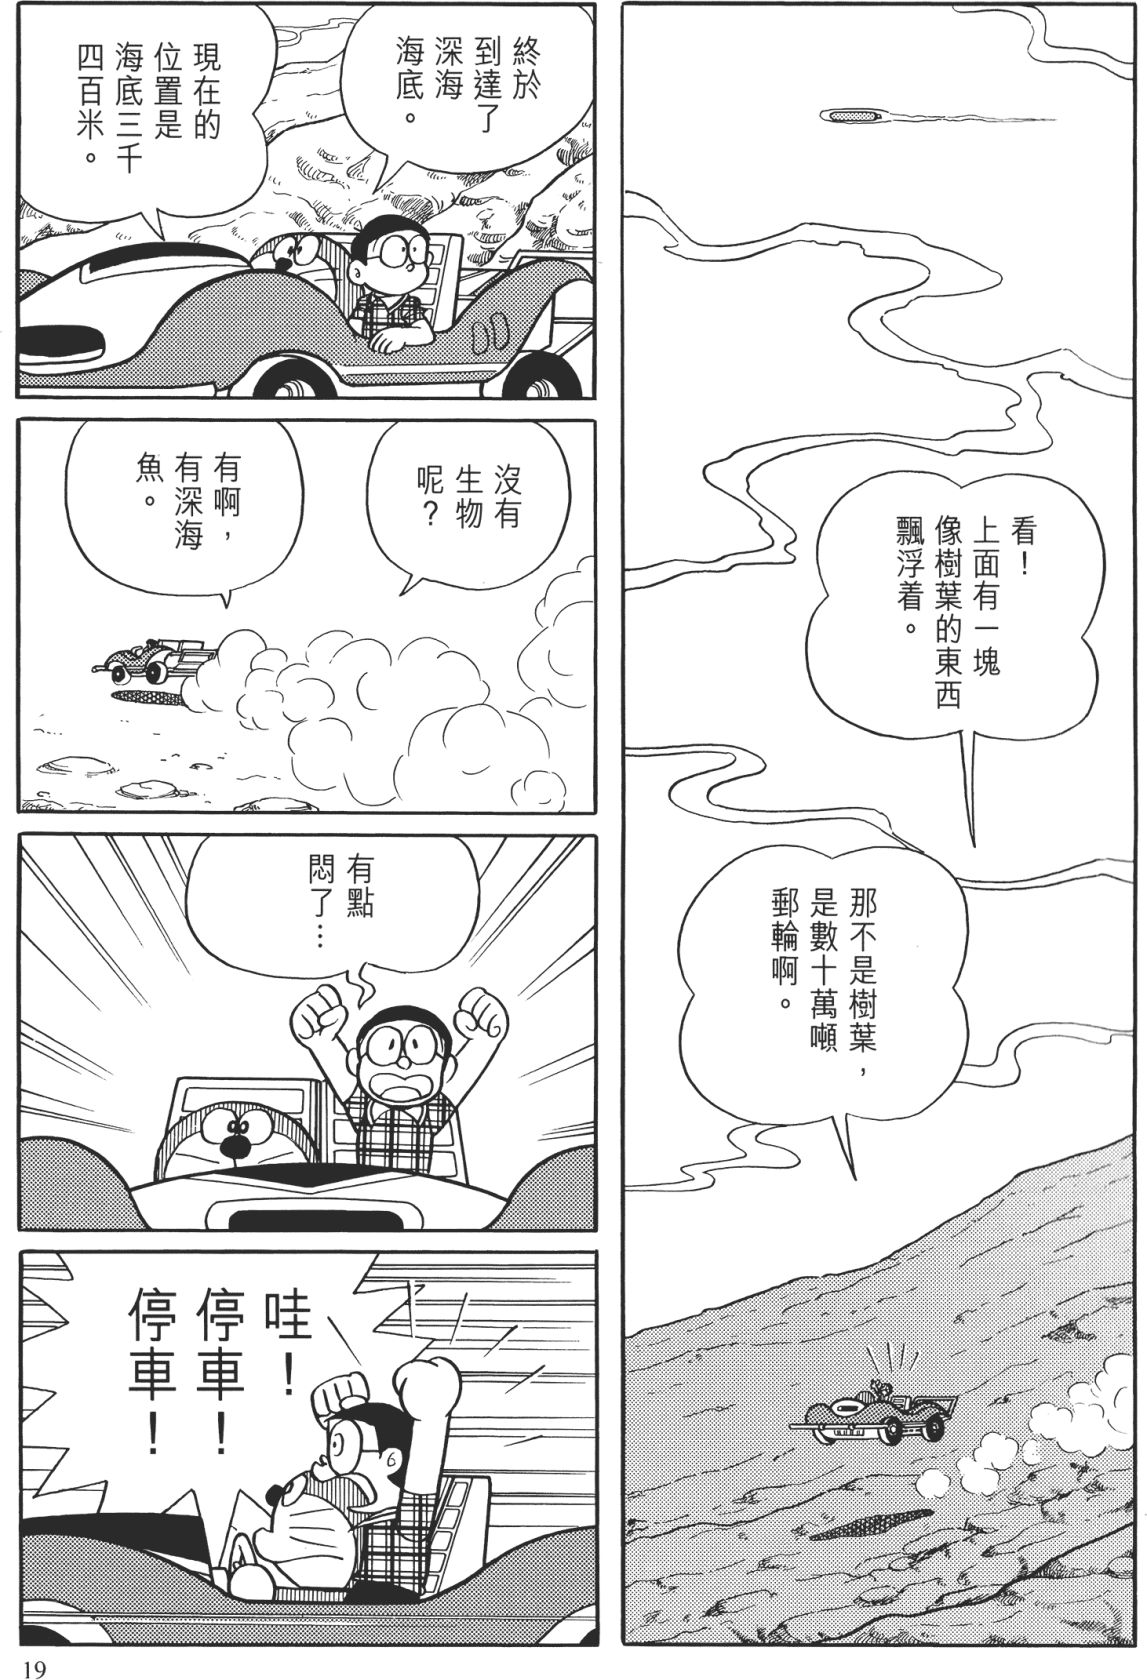 看！
上面有一塊
像樹葉的東西
飄浮着。
那不是樹葉，
是數十萬噸
郵輪啊。
終於
到達了
深海
海底。
現在的
位置是
海底三千
四百米。
沒有
生物
呢？
有啊，
有深海
魚。
有點
悶了…
哇！
停車！
停車！
19